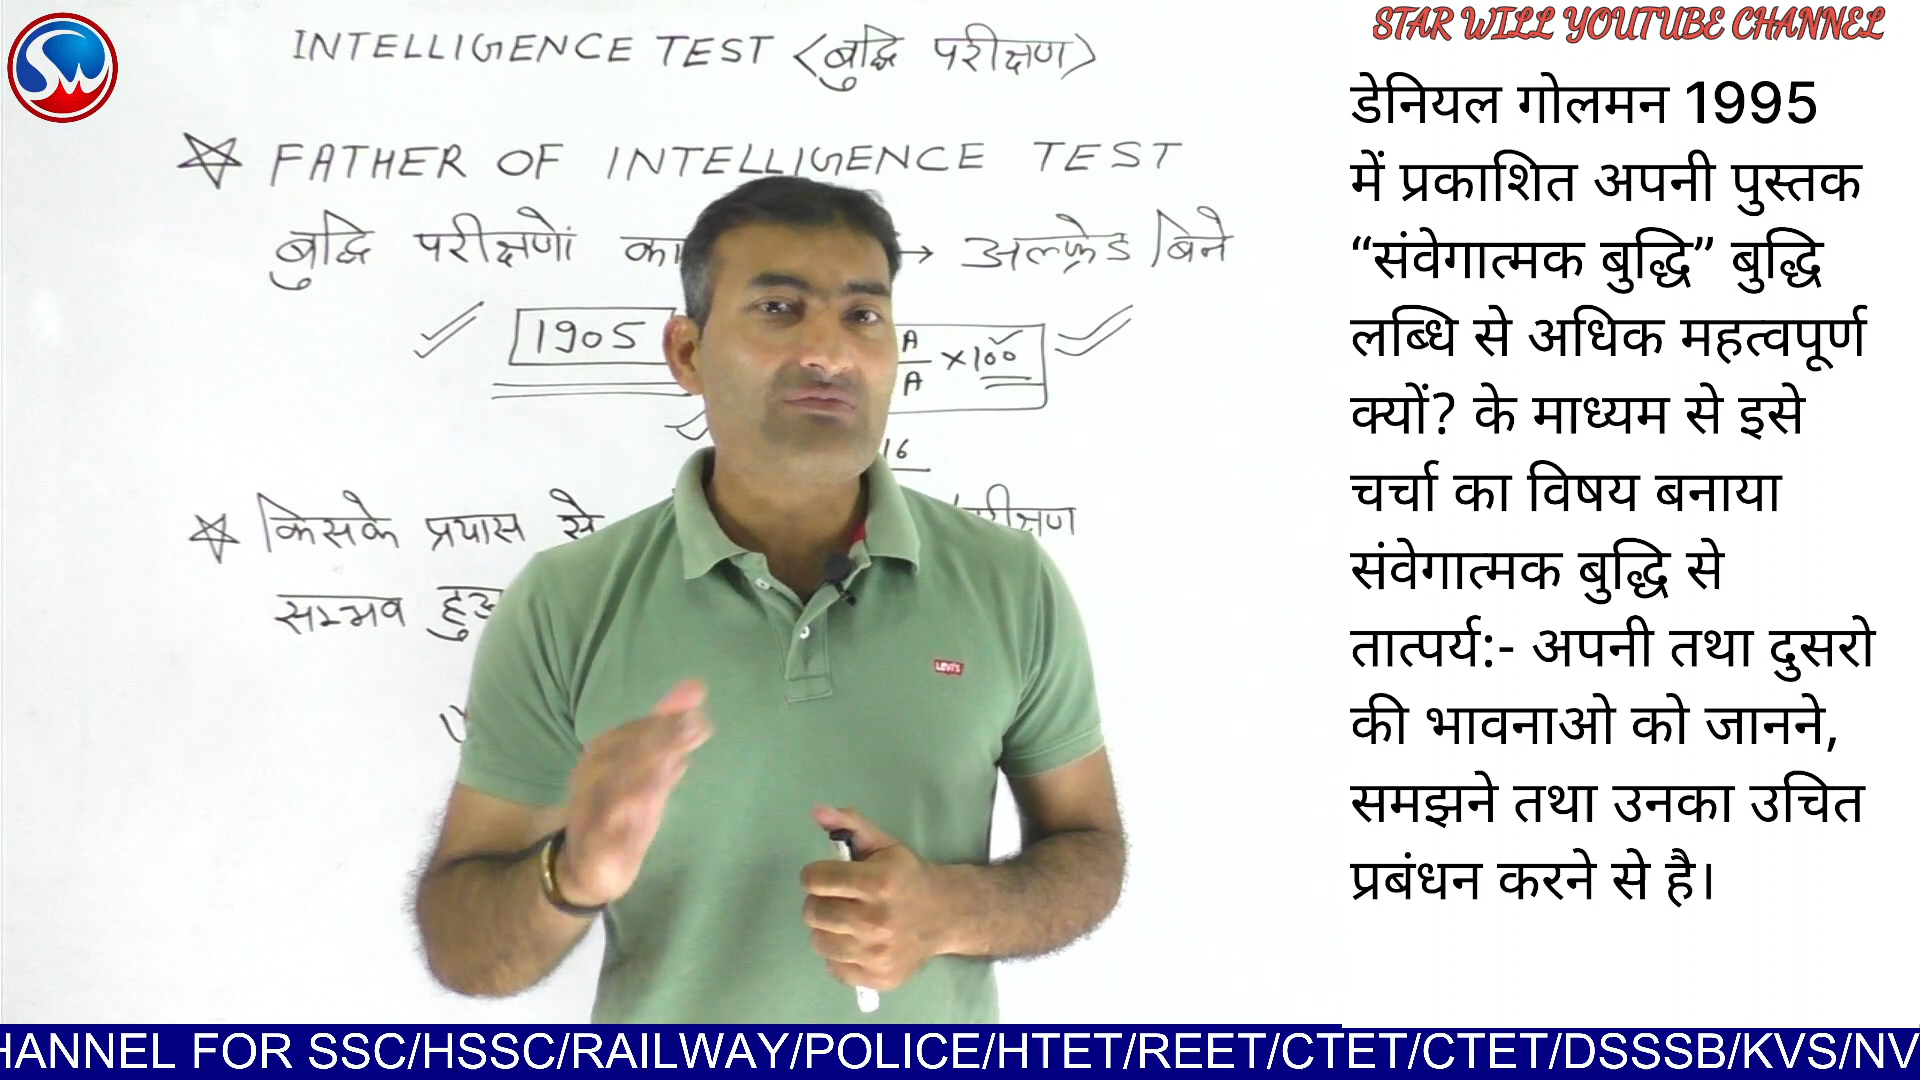 SW
INTELLIGENCE TEST (बुद्धि परीक्षण)
FATHER OF INTELLIGENCE TEST
बुद्धि परीक्षणों का → अल्फ्रेड बिने
1905
A
A ×100
16
किसके प्रयास से
सम्भव
Levi's
STAR WILL YOUTUBE CHANNEL
डेनियल गोलमन 1995
में प्रकाशित अपनी पुस्तक
“संवेगात्मक बुद्धि” बुद्धि
लब्धि से अधिक महत्वपूर्ण
क्यों? के माध्यम से इसे
चर्चा का विषय बनाया
संवेगात्मक बुद्धि से
तात्पर्य:- अपनी तथा दुसरो
की भावनाओ को जानने,
समझने तथा उनका उचित
प्रबंधन करने से है।
HANNEL FOR SSC/HSSC/RAILWAY/POLICE/HTET/REET/CTET/CTET/DSSSB/KVS/NV